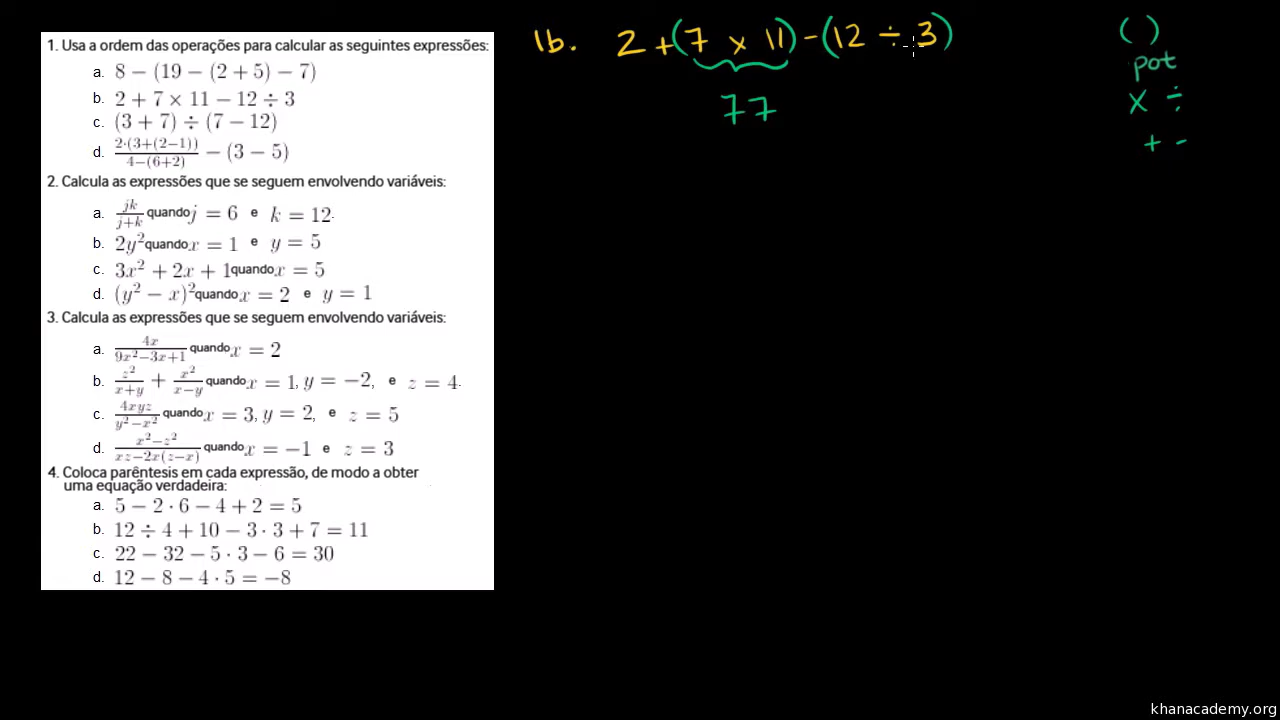 1. Usa a ordem das operações para calcular as seguintes expressões:
a. 8 − (19 − (2 + 5) − 7)
b. 2 + 7 × 11 − 12 ÷ 3
c. (3 + 7) ÷ (7 − 12)
d. \frac{2·(3+(2−1))}{4−(6+2)} − (3 − 5)
2. Calcula as expressões que se seguem envolvendo variáveis:
a. \frac{jk}{j+k} quando j = 6 e k = 12.
b. 2y² quando x = 1 e y = 5
c. 3x² + 2x + 1 quando x = 5
d. (y² − x)² quando x = 2 e y = 1
3. Calcula as expressões que se seguem envolvendo variáveis:
a. \frac{4x}{9x²−3x+1} quando x = 2
b. \frac{z²}{x+y} + \frac{x²}{x−y} quando x = 1, y = −2, e z = 4.
c. \frac{4xyz}{y²−x²} quando x = 3, y = 2, e z = 5
d. \frac{x²−z²}{xz−2x(z−x)} quando x = −1 e z = 3
4. Coloca parêntesis em cada expressão, de modo a obter
uma equação verdadeira:
a. 5 − 2 · 6 − 4 + 2 = 5
b. 12 ÷ 4 + 10 − 3 · 3 + 7 = 11
c. 22 − 32 − 5 · 3 − 6 = 30
d. 12 − 8 − 4 · 5 = −8
1b. 2 + (7 × 11) − (12 ÷ 3)
77
( )
pot
× ÷
+ -
khanacademy.org